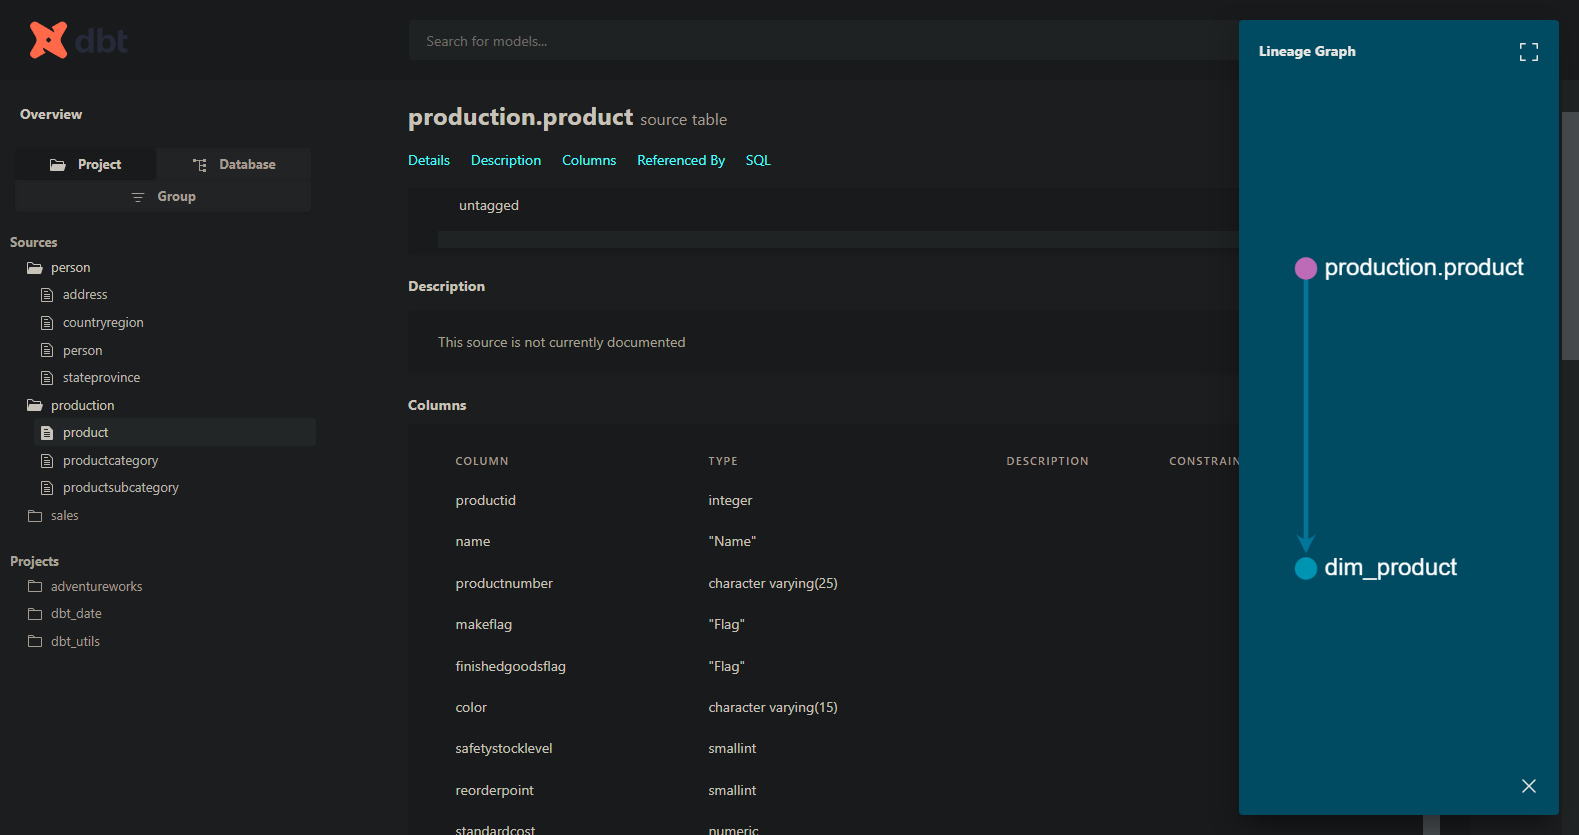 dbt
Search for models...
Overview
Project
Database
Group
Sources
person
address
countryregion
person
stateprovince
production
product
productcategory
productsubcategory
sales
Projects
adventureworks
dbt_date
dbt_utils
production.product source table
Details Description Columns Referenced By SQL
untagged
Description
This source is not currently documented
Columns
COLUMN TYPE DESCRIPTION CONSTRAIN
productid integer
name "Name"
productnumber character varying(25)
makeflag "Flag"
finishedgoodsflag "Flag"
color character varying(15)
safetystocklevel smallint
reorderpoint smallint
standardcost numeric
Lineage Graph
production.product
dim_product